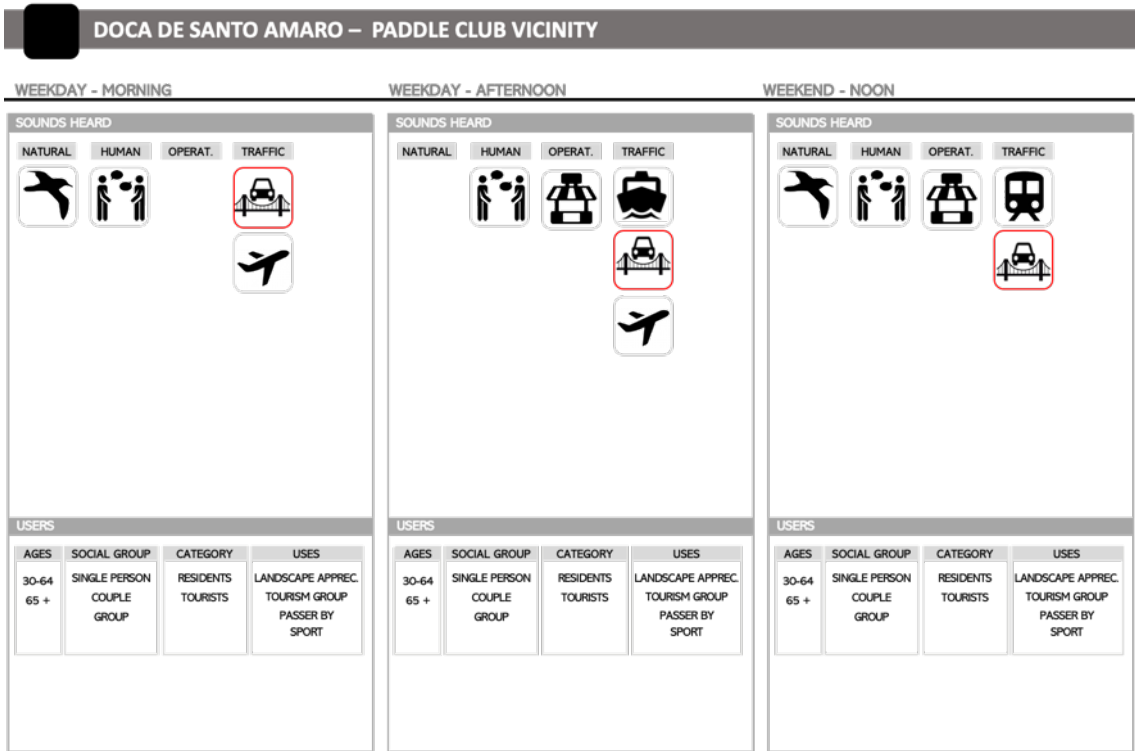 DOCA DE SANTO AMARO – PADDLE CLUB VICINITY
WEEKDAY - MORNING
SOUNDS HEARD
NATURAL HUMAN OPERAT. TRAFFIC
USERS
AGES SOCIAL GROUP CATEGORY USES
30-64 SINGLE PERSON RESIDENTS LANDSCAPE APPREC.
65 + COUPLE TOURISTS TOURISM GROUP
GROUP PASSER BY
SPORT
WEEKDAY - AFTERNOON
SOUNDS HEARD
NATURAL HUMAN OPERAT. TRAFFIC
USERS
AGES SOCIAL GROUP CATEGORY USES
30-64 SINGLE PERSON RESIDENTS LANDSCAPE APPREC.
65 + COUPLE TOURISTS TOURISM GROUP
GROUP PASSER BY
SPORT
WEEKEND - NOON
SOUNDS HEARD
NATURAL HUMAN OPERAT. TRAFFIC
USERS
AGES SOCIAL GROUP CATEGORY USES
30-64 SINGLE PERSON RESIDENTS LANDSCAPE APPREC.
65 + COUPLE TOURISTS TOURISM GROUP
GROUP PASSER BY
SPORT